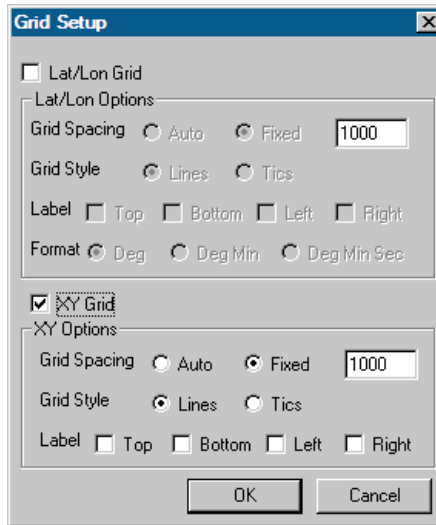 Grid Setup
Lat/Lon Grid
Lat/Lon Options
Grid Spacing Auto Fixed 1000
Grid Style Lines Tics
Label Top Bottom Left Right
Format Deg Deg Min Deg Min Sec
XY Grid
XY Options
Grid Spacing Auto Fixed 1000
Grid Style Lines Tics
Label Top Bottom Left Right
OK Cancel